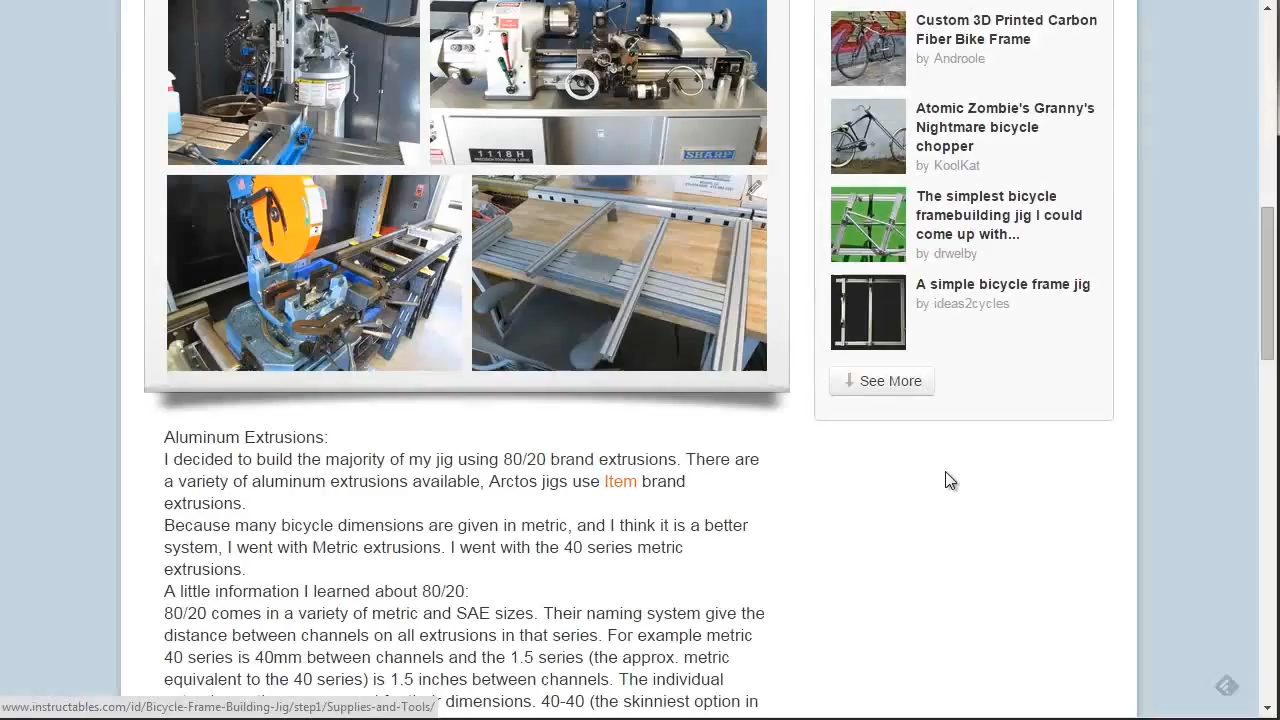 1118 H
PRECISION TOOLROOM LATHE
SHARP
Aluminum Extrusions:
I decided to build the majority of my jig using 80/20 brand extrusions. There are
a variety of aluminum extrusions available, Arctos jigs use Item brand
extrusions.
Because many bicycle dimensions are given in metric, and I think it is a better
system, I went with Metric extrusions. I went with the 40 series metric
extrusions.
A little information I learned about 80/20:
80/20 comes in a variety of metric and SAE sizes. Their naming system give the
distance between channels on all extrusions in that series. For example metric
40 series is 40mm between channels and the 1.5 series (the approx. metric
equivalent to the 40 series) is 1.5 inches between channels. The individual
dimensions. 40-40 (the skinniest option in
Custom 3D Printed Carbon
Fiber Bike Frame
by Androole
Atomic Zombie's Granny's
Nightmare bicycle
chopper
by KoolKat
The simplest bicycle
framebuilding jig I could
come up with...
by drwelby
A simple bicycle frame jig
by ideas2cycles
See More
www.instructables.com/id/Bicycle-Frame-Building-Jig/step1/Supplies-and-Tools/